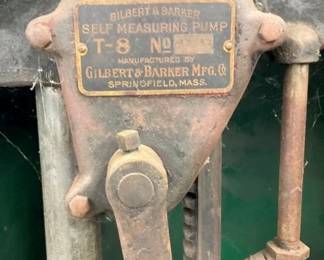 GILBERT & BARKER
SELF MEASURING PUMP
T-8 No
MANUFACTURED BY
GILBERT & BARKER MFG. Co
SPRINGFIELD, MASS.